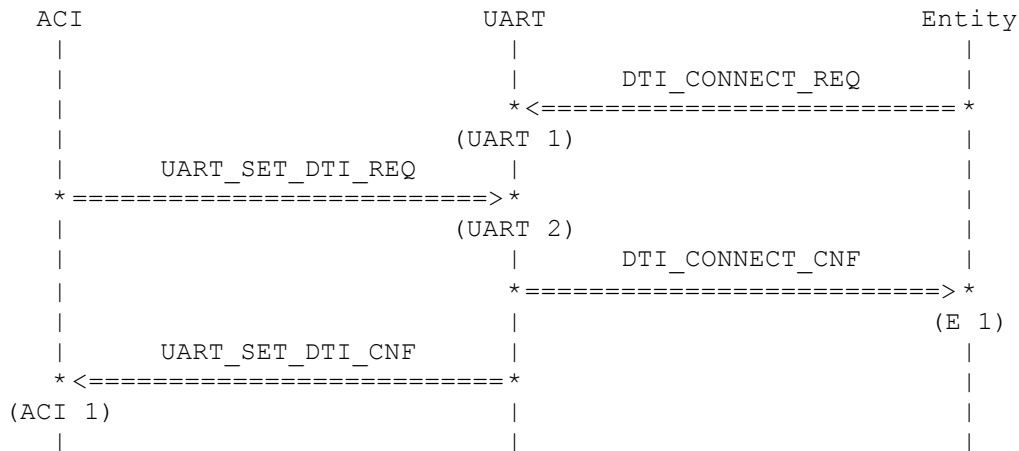 ACI UART Entity
| | |
| | DTI_CONNECT_REQ |
| *<==========================*
| (UART 1) |
| UART_SET_DTI_REQ | |
*==========================>* |
| (UART 2) |
| | DTI_CONNECT_CNF |
| *==========================>*
| | (E 1)
| UART_SET_DTI_CNF | |
*<==========================* |
(ACI 1) | |
| | |